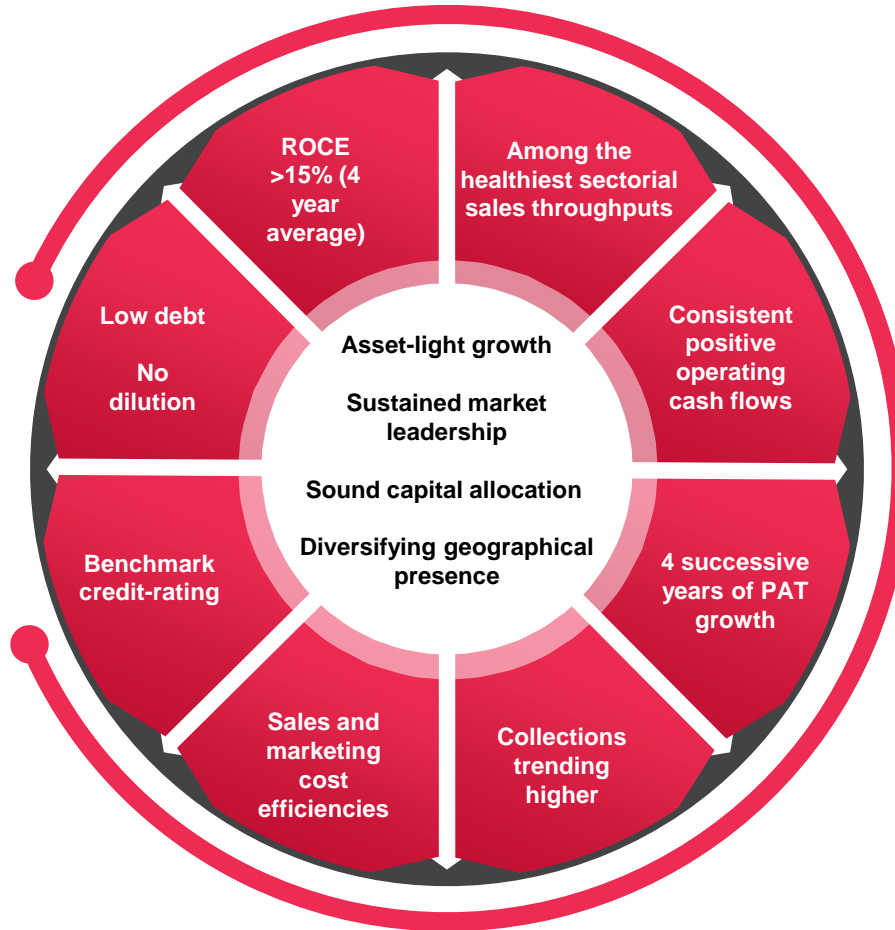 ROCE
>15% (4
year
average)
Among the
healthiest sectorial
sales throughputs
Consistent
positive
operating
cash flows
4 successive
years of PAT
growth
Collections
trending
higher
Sales and
marketing
cost
efficiencies
Benchmark
credit-rating
Low debt
No
dilution
Asset-light growth
Sustained market
leadership
Sound capital allocation
Diversifying geographical
presence